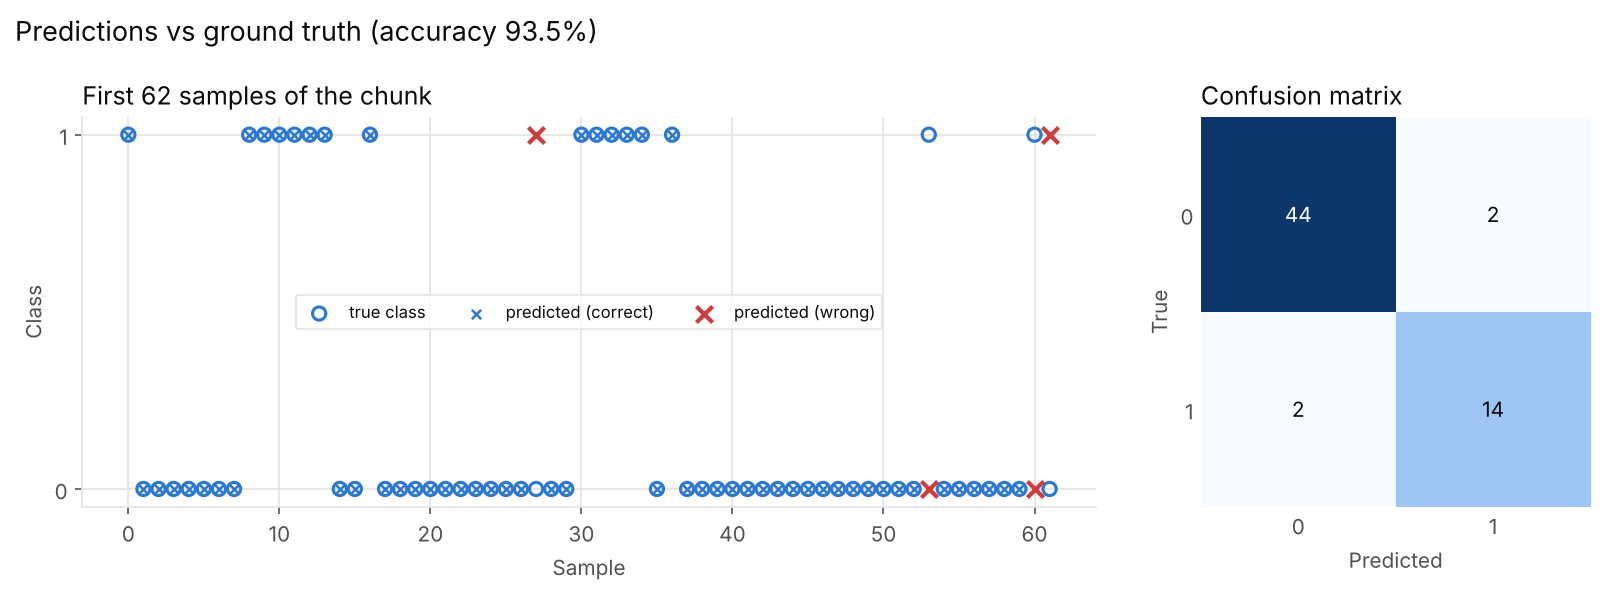 Predictions vs ground truth (accuracy 93.5%)
First 62 samples of the chunk
1
0
Class
true class
predicted (correct)
predicted (wrong)
0
10
20
30
40
50
60
Sample
Confusion matrix
True
0
1
44
2
2
14
0
1
Predicted